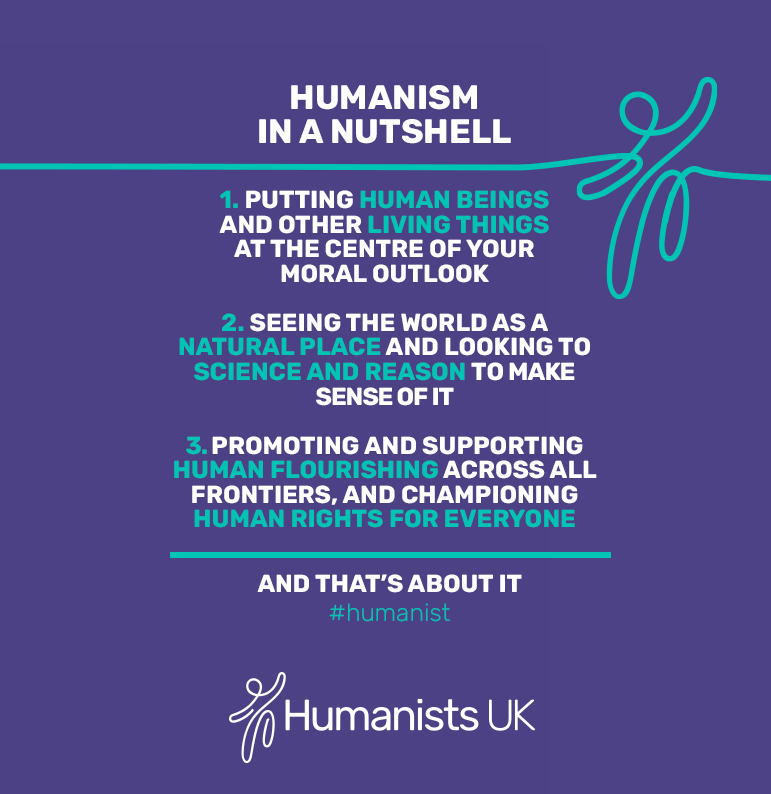 HUMANISM
IN A NUTSHELL
1. PUTTING HUMAN BEINGS
AND OTHER LIVING THINGS
AT THE CENTRE OF YOUR
MORAL OUTLOOK
2. SEEING THE WORLD AS A
NATURAL PLACE AND LOOKING TO
SCIENCE AND REASON TO MAKE
SENSE OF IT
3. PROMOTING AND SUPPORTING
HUMAN FLOURISHING ACROSS ALL
FRONTIERS, AND CHAMPIONING
HUMAN RIGHTS FOR EVERYONE
AND THAT'S ABOUT IT
#humanist
Humanists UK